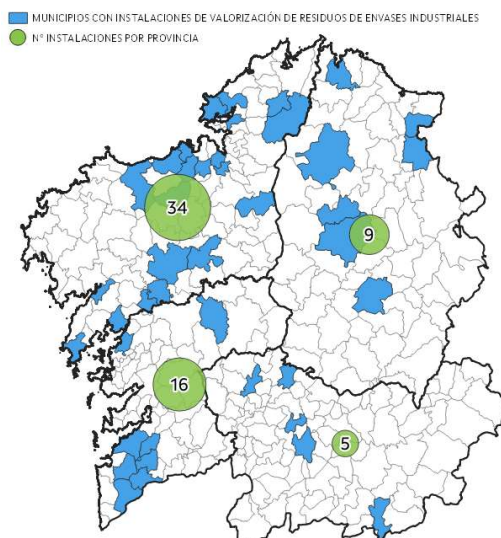 MUNICIPIOS CON INSTALACIONES DE VALORIZACIÓN DE RESIDUOS DE ENVASES INDUSTRIALES
Nº INSTALACIONES POR PROVINCIA
34
9
16
5